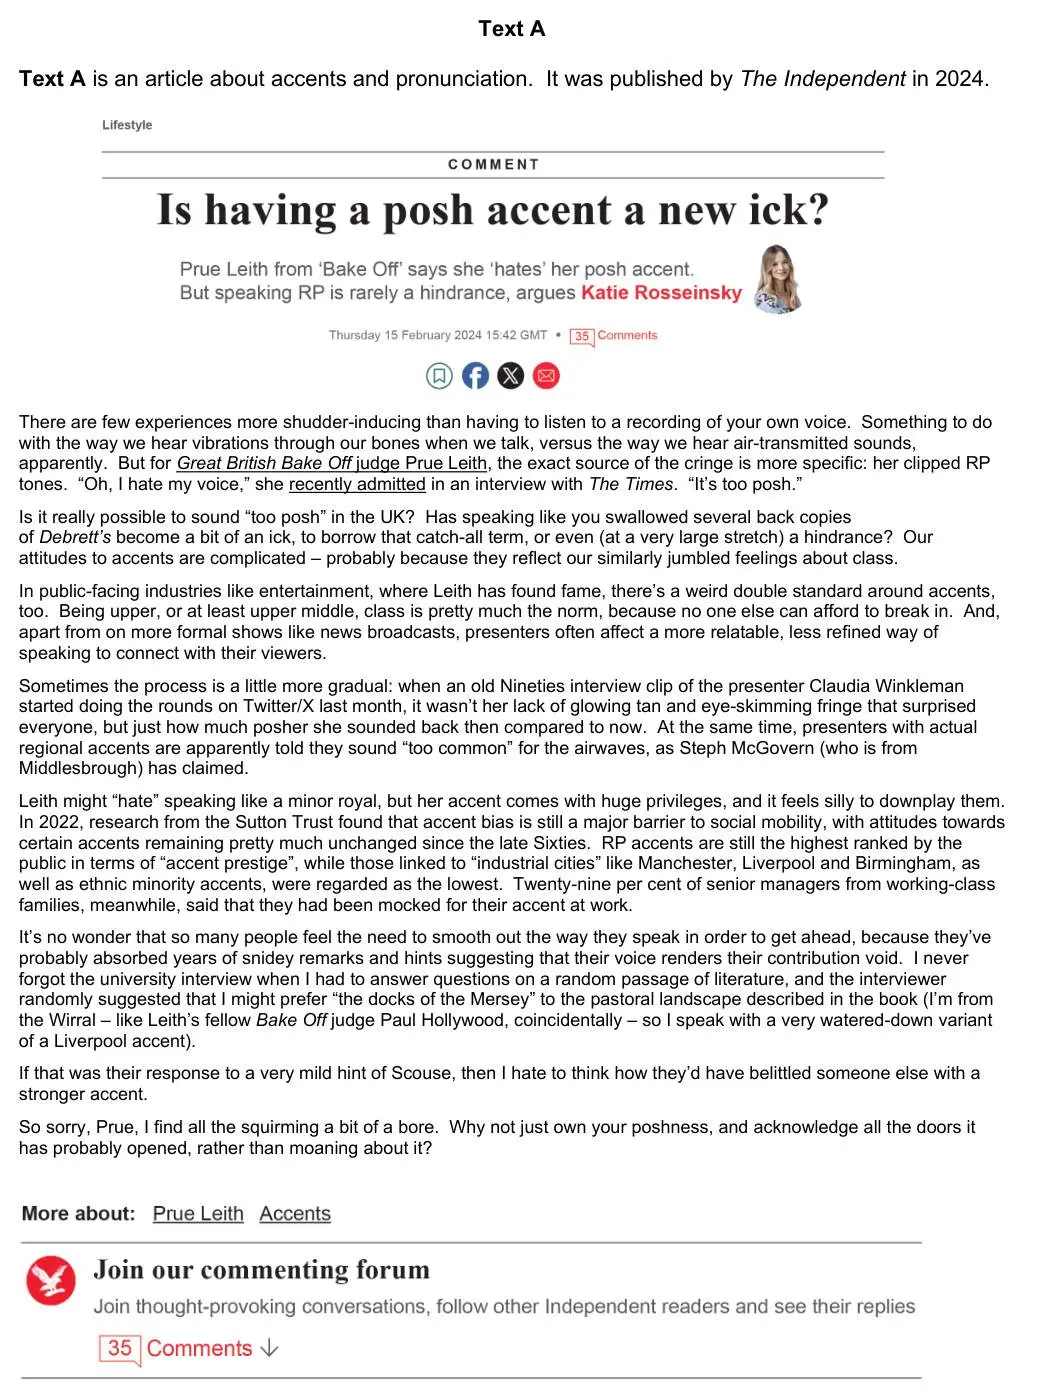 Text A
Text A is an article about accents and pronunciation. It was published by The Independent in 2024.
Lifestyle
COMMENT
Is having a posh accent a new ick?
Prue Leith from ‘Bake Off’ says she ‘hates’ her posh accent.
But speaking RP is rarely a hindrance, argues Katie Rosseinsky
Thursday 15 February 2024 15:42 GMT • 35 Comments
There are few experiences more shudder-inducing than having to listen to a recording of your own voice. Something to do
with the way we hear vibrations through our bones when we talk, versus the way we hear air-transmitted sounds,
apparently. But for Great British Bake Off judge Prue Leith, the exact source of the cringe is more specific: her clipped RP
tones. “Oh, I hate my voice,” she recently admitted in an interview with The Times. “It’s too posh.”
Is it really possible to sound “too posh” in the UK? Has speaking like you swallowed several back copies
of Debrett’s become a bit of an ick, to borrow that catch-all term, or even (at a very large stretch) a hindrance? Our
attitudes to accents are complicated – probably because they reflect our similarly jumbled feelings about class.
In public-facing industries like entertainment, where Leith has found fame, there’s a weird double standard around accents,
too. Being upper, or at least upper middle, class is pretty much the norm, because no one else can afford to break in. And,
apart from on more formal shows like news broadcasts, presenters often affect a more relatable, less refined way of
speaking to connect with their viewers.
Sometimes the process is a little more gradual: when an old Nineties interview clip of the presenter Claudia Winkleman
started doing the rounds on Twitter/X last month, it wasn’t her lack of glowing tan and eye-skimming fringe that surprised
everyone, but just how much posher she sounded back then compared to now. At the same time, presenters with actual
regional accents are apparently told they sound “too common” for the airwaves, as Steph McGovern (who is from
Middlesbrough) has claimed.
Leith might “hate” speaking like a minor royal, but her accent comes with huge privileges, and it feels silly to downplay them.
In 2022, research from the Sutton Trust found that accent bias is still a major barrier to social mobility, with attitudes towards
certain accents remaining pretty much unchanged since the late Sixties. RP accents are still the highest ranked by the
public in terms of “accent prestige”, while those linked to “industrial cities” like Manchester, Liverpool and Birmingham, as
well as ethnic minority accents, were regarded as the lowest. Twenty-nine per cent of senior managers from working-class
families, meanwhile, said that they had been mocked for their accent at work.
It’s no wonder that so many people feel the need to smooth out the way they speak in order to get ahead, because they’ve
probably absorbed years of snidey remarks and hints suggesting that their voice renders their contribution void. I never
forgot the university interview when I had to answer questions on a random passage of literature, and the interviewer
randomly suggested that I might prefer “the docks of the Mersey” to the pastoral landscape described in the book (I’m from
the Wirral – like Leith’s fellow Bake Off judge Paul Hollywood, coincidentally – so I speak with a very watered-down variant
of a Liverpool accent).
If that was their response to a very mild hint of Scouse, then I hate to think how they’d have belittled someone else with a
stronger accent.
So sorry, Prue, I find all the squirming a bit of a bore. Why not just own your poshness, and acknowledge all the doors it
has probably opened, rather than moaning about it?
More about: Prue Leith Accents
Join our commenting forum
Join thought-provoking conversations, follow other Independent readers and see their replies
35 Comments